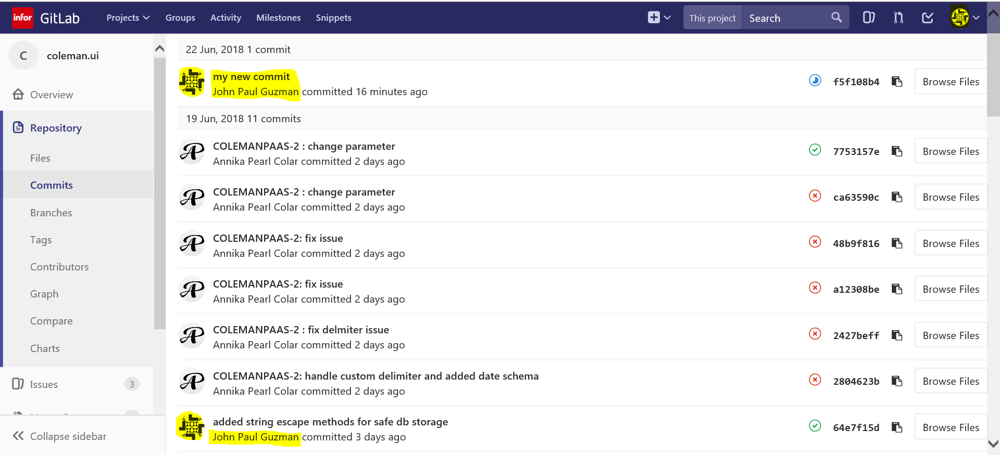 infor GitLab Projects Groups Activity Milestones Snippets This project Search
C coleman.ui
Overview
Repository
Files
Commits
Branches
Tags
Contributors
Graph
Compare
Charts
Issues 3
Collapse sidebar
22 Jun, 2018 1 commit
my new commit
John Paul Guzman committed 16 minutes ago
f5f108b4 Browse Files
19 Jun, 2018 11 commits
COLEMANPAAS-2 : change parameter
Annika Pearl Colar committed 2 days ago
7753157e Browse Files
COLEMANPAAS-2 : change parameter
Annika Pearl Colar committed 2 days ago
ca63590c Browse Files
COLEMANPAAS-2: fix issue
Annika Pearl Colar committed 2 days ago
48b9f816 Browse Files
COLEMANPAAS-2: fix issue
Annika Pearl Colar committed 2 days ago
a12308be Browse Files
COLEMANPAAS-2 : fix delmiter issue
Annika Pearl Colar committed 2 days ago
2427beff Browse Files
COLEMANPAAS-2: handle custom delimiter and added date schema
Annika Pearl Colar committed 2 days ago
2804623b Browse Files
added string escape methods for safe db storage
John Paul Guzman committed 3 days ago
64e7f15d Browse Files